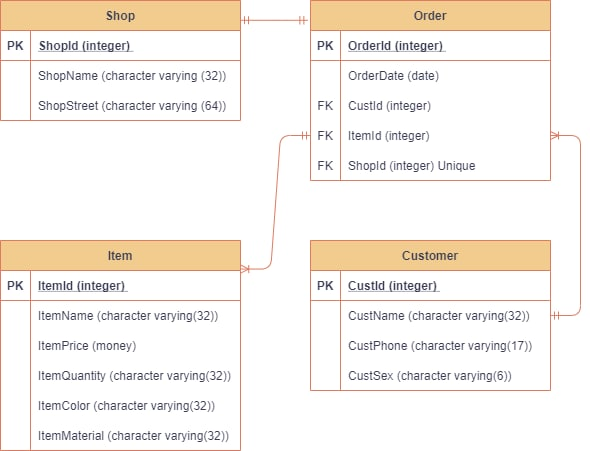 Shop
PK ShopId (integer)
ShopName (character varying (32))
ShopStreet (character varying (64))
Order
PK OrderId (integer)
OrderDate (date)
FK CustId (integer)
FK ItemId (integer)
FK ShopId (integer) Unique
Item
PK ItemId (integer)
ItemName (character varying(32))
ItemPrice (money)
ItemQuantity (character varying(32))
ItemColor (character varying(32))
ItemMaterial (character varying(32))
Customer
PK CustId (integer)
CustName (character varying(32))
CustPhone (character varying(17))
CustSex (character varying(6))